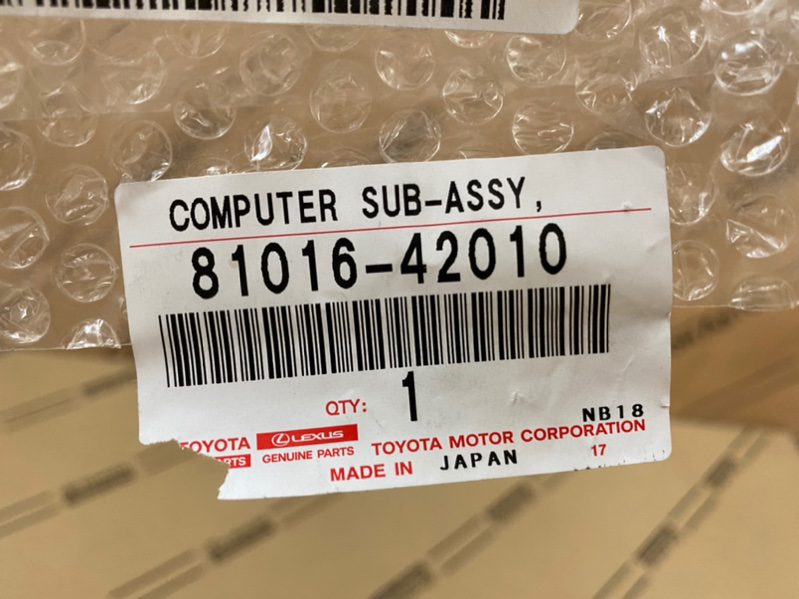 COMPUTER SUB-ASSY,
81016-42010
QTY: 1
NB18
TOYOTA LEXUS TOYOTA MOTOR CORPORATION
PARTS GENUINE PARTS 17
MADE IN JAPAN